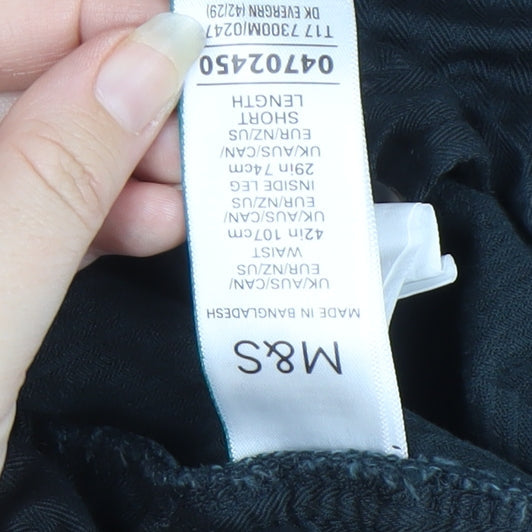 M&S
MADE IN BANGLADESH
UK/AUS/CAN/
EUR/NZ/US
WAIST
42in 107cm
UK/AUS/CAN/
EUR/NZ/US
INSIDE LEG
29in 74cm
UK/AUS/CAN/
EUR/NZ/US
SHORT
LENGTH
04702450
T17 7300M/0247
DK EVERGRN (42/29)